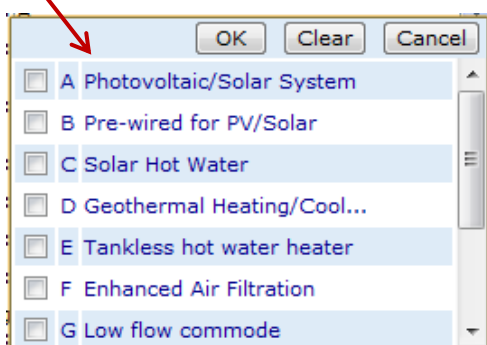 OK Clear Cancel
A Photovoltaic/Solar System
B Pre-wired for PV/Solar
C Solar Hot Water
D Geothermal Heating/Cool...
E Tankless hot water heater
F Enhanced Air Filtration
G Low flow commode